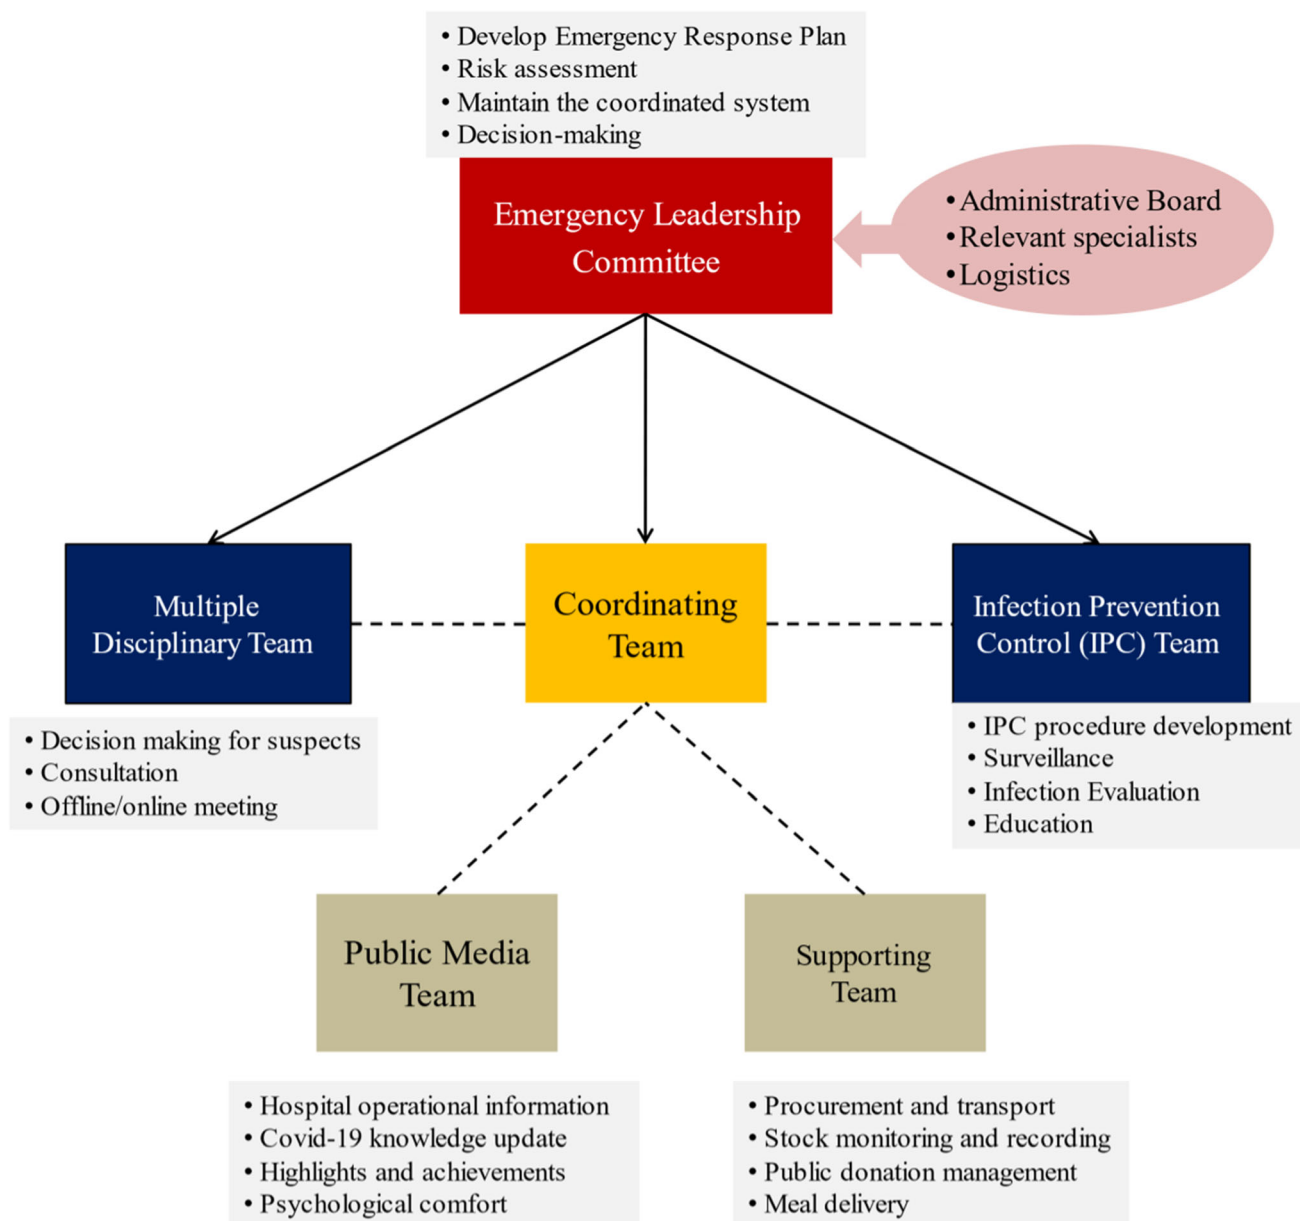 • Develop Emergency Response Plan
• Risk assessment
• Maintain the coordinated system
• Decision-making
Emergency Leadership
Committee
• Administrative Board
• Relevant specialists
• Logistics
Multiple
Disciplinary Team
Coordinating
Team
Infection Prevention
Control (IPC) Team
• Decision making for suspects
• Consultation
• Offline/online meeting
• IPC procedure development
• Surveillance
• Infection Evaluation
• Education
Public Media
Team
Supporting
Team
• Hospital operational information
• Covid-19 knowledge update
• Highlights and achievements
• Psychological comfort
• Procurement and transport
• Stock monitoring and recording
• Public donation management
• Meal delivery